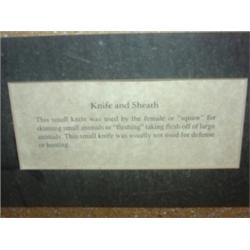 Knife and Sheath
This small knife was used by the female or "squaw" for
skinning small animals or "fleshing" taking flesh off of large
animals. This small knife was usually not used for defense
or hunting.